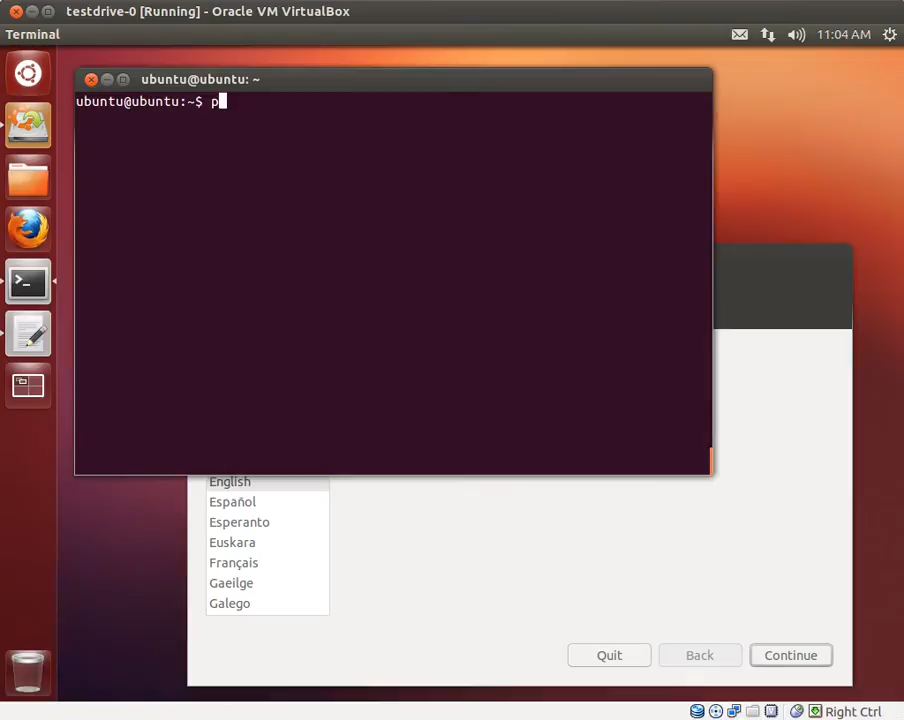 testdrive-0 [Running] - Oracle VM VirtualBox
Terminal
11:04 AM
ubuntu@ubuntu: ~
ubuntu@ubuntu:~$ p
English
Español
Esperanto
Euskara
Français
Gaeilge
Galego
Quit
Back
Continue
Right Ctrl